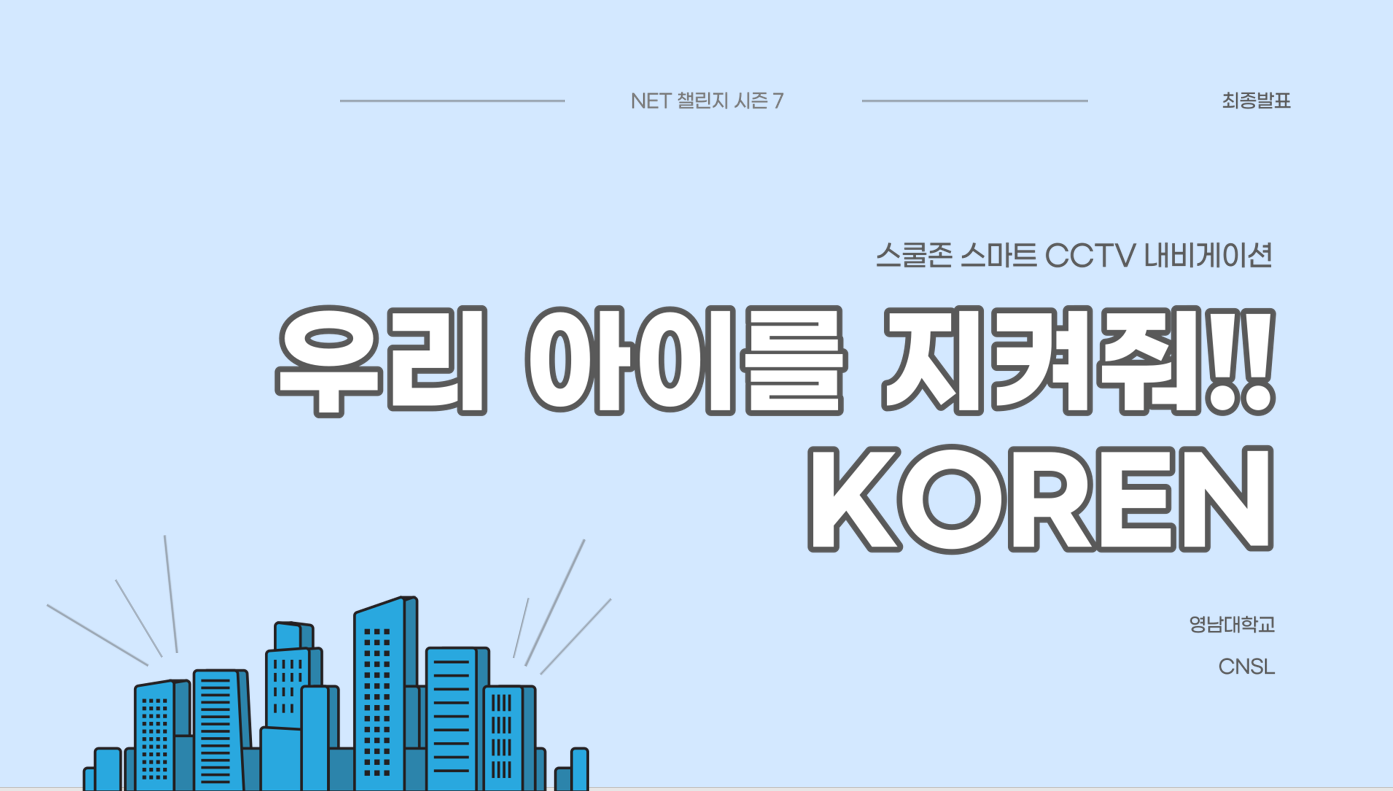 NET 챌린지 시즌 7
최종발표
스쿨존 스마트 CCTV 내비게이션
우리 아이를 지켜줘!!
KOREN
영남대학교
CNSL